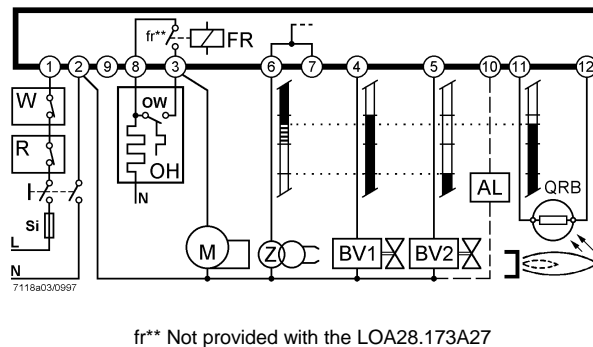 fr** FR
1 2 9 8 3 6 7 4 5 10 11 12
W OW
R OH AL QRB
N
Si
L M Z BV1 BV2
N
7118a03/0997
fr** Not provided with the LOA28.173A27